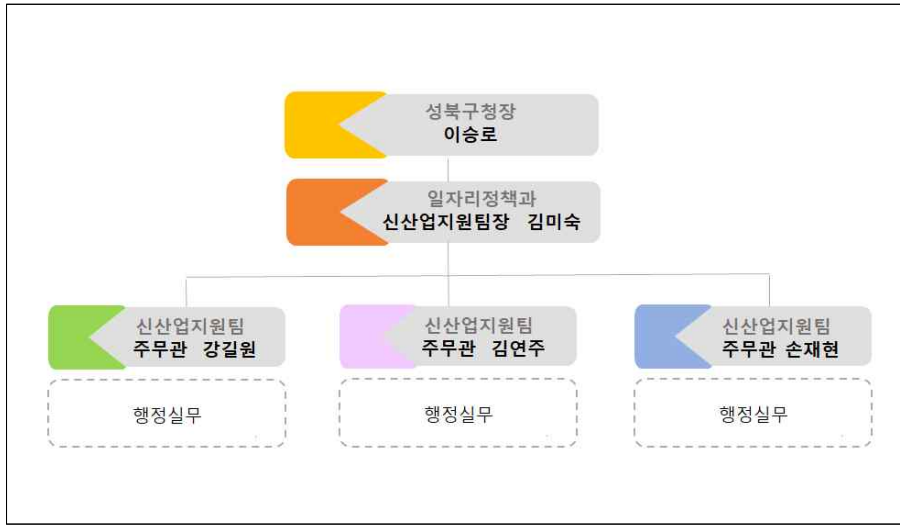 성북구청장
이승로
일자리정책과
신산업지원팀장 김미숙
신산업지원팀
주무관 강길원
신산업지원팀
주무관 김연주
신산업지원팀
주무관 손재현
행정실무
행정실무
행정실무